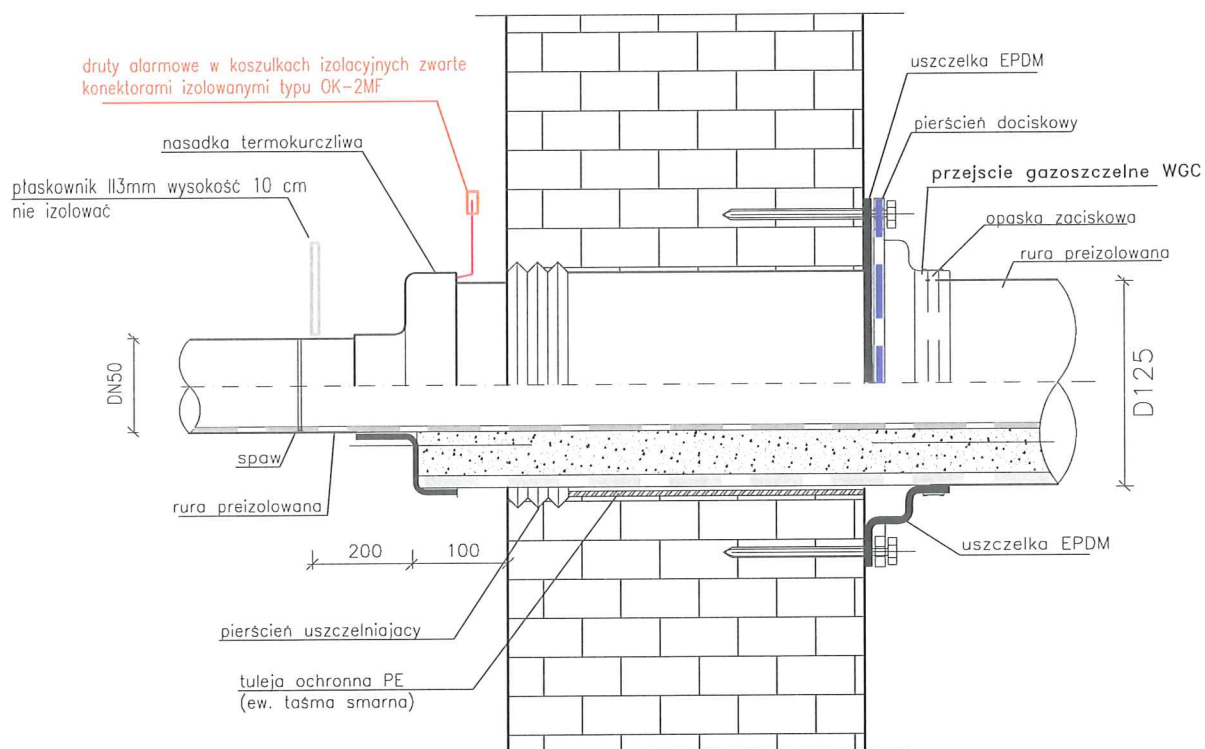 druty alarmowe w koszulkach izolacyjnych zwarte
konektorami izolowanymi typu OK-2MF
nasadka termokurczliwa
płaskownik II3mm wysokość 10 cm
nie izolować
uszczelka EPDM
pierścień dociskowy
przejscie gazoszczelne WGC
opaska zaciskowa
rura preizolowana
DN50
D125
spaw
rura preizolowana
200
100
uszczelka EPDM
pierścień uszczelniajacy
tuleja ochronna PE
(ew. taśma smarna)